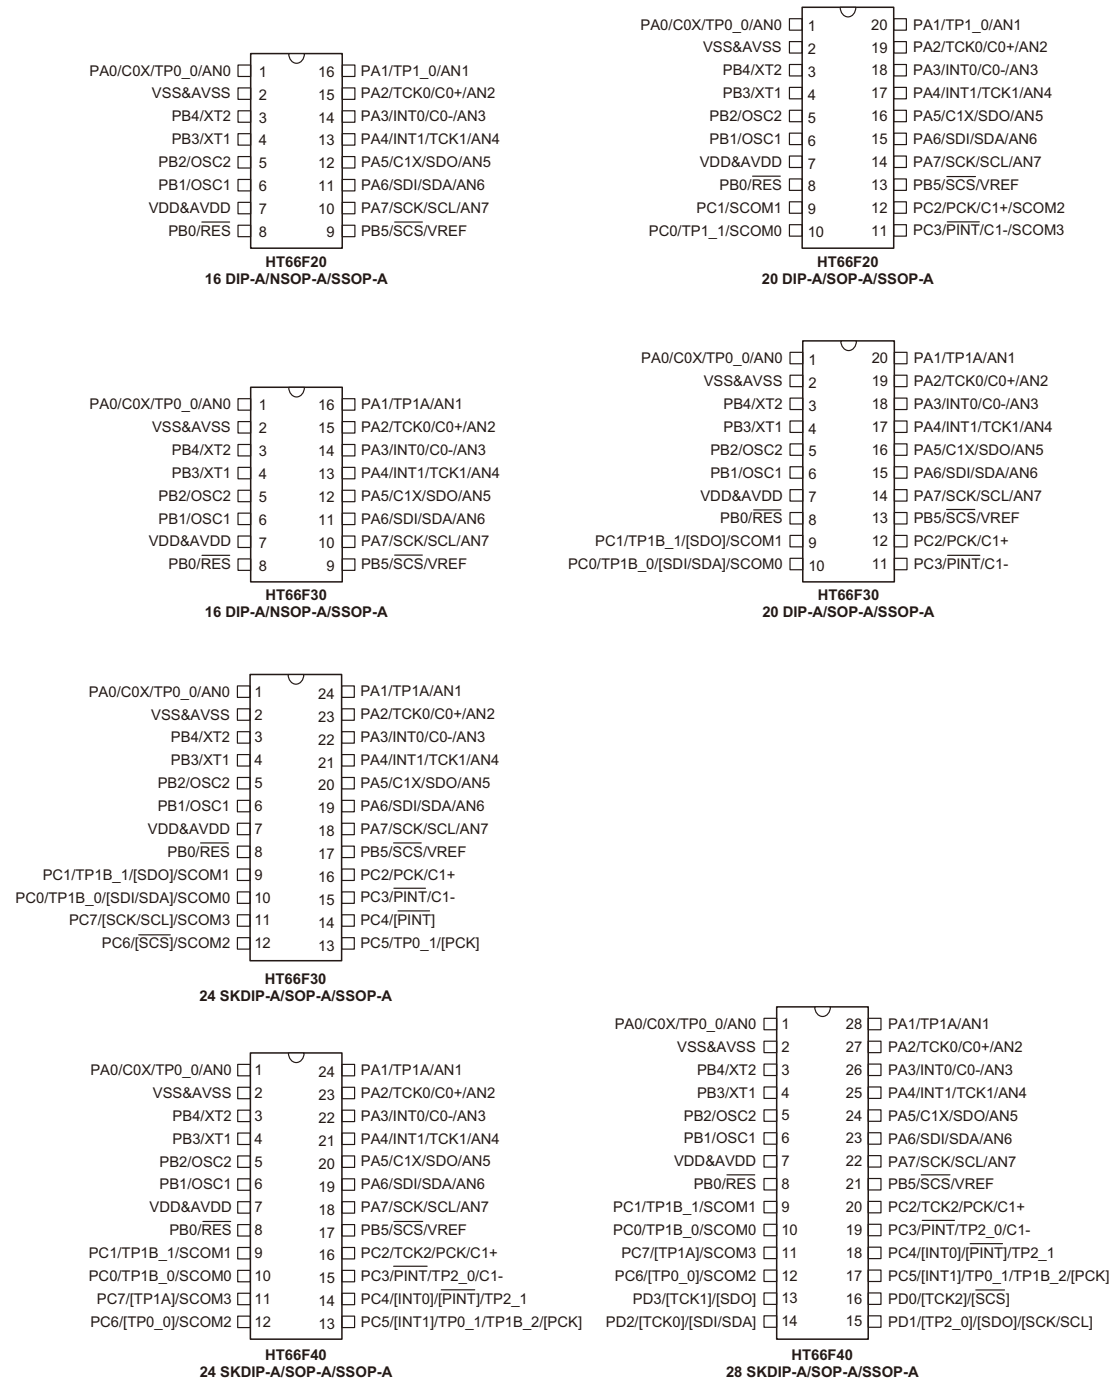 PA0/C0X/TP0_0/AN0 1 16 PA1/TP1_0/AN1
VSS&AVSS 2 15 PA2/TCK0/C0+/AN2
PB4/XT2 3 14 PA3/INT0/C0-/AN3
PB3/XT1 4 13 PA4/INT1/TCK1/AN4
PB2/OSC2 5 12 PA5/C1X/SDO/AN5
PB1/OSC1 6 11 PA6/SDI/SDA/AN6
VDD&AVDD 7 10 PA7/SCK/SCL/AN7
PB0/RES 8 9 PB5/SCS/VREF
HT66F20
16 DIP-A/NSOP-A/SSOP-A
PA0/C0X/TP0_0/AN0 1 20 PA1/TP1_0/AN1
VSS&AVSS 2 19 PA2/TCK0/C0+/AN2
PB4/XT2 3 18 PA3/INT0/C0-/AN3
PB3/XT1 4 17 PA4/INT1/TCK1/AN4
PB2/OSC2 5 16 PA5/C1X/SDO/AN5
PB1/OSC1 6 15 PA6/SDI/SDA/AN6
VDD&AVDD 7 14 PA7/SCK/SCL/AN7
PB0/RES 8 13 PB5/SCS/VREF
PC1/SCOM1 9 12 PC2/PCK/C1+/SCOM2
PC0/TP1_1/SCOM0 10 11 PC3/PINT/C1-/SCOM3
HT66F20
20 DIP-A/SOP-A/SSOP-A
PA0/C0X/TP0_0/AN0 1 16 PA1/TP1A/AN1
VSS&AVSS 2 15 PA2/TCK0/C0+/AN2
PB4/XT2 3 14 PA3/INT0/C0-/AN3
PB3/XT1 4 13 PA4/INT1/TCK1/AN4
PB2/OSC2 5 12 PA5/C1X/SDO/AN5
PB1/OSC1 6 11 PA6/SDI/SDA/AN6
VDD&AVDD 7 10 PA7/SCK/SCL/AN7
PB0/RES 8 9 PB5/SCS/VREF
HT66F30
16 DIP-A/NSOP-A/SSOP-A
PA0/C0X/TP0_0/AN0 1 20 PA1/TP1A/AN1
VSS&AVSS 2 19 PA2/TCK0/C0+/AN2
PB4/XT2 3 18 PA3/INT0/C0-/AN3
PB3/XT1 4 17 PA4/INT1/TCK1/AN4
PB2/OSC2 5 16 PA5/C1X/SDO/AN5
PB1/OSC1 6 15 PA6/SDI/SDA/AN6
VDD&AVDD 7 14 PA7/SCK/SCL/AN7
PB0/RES 8 13 PB5/SCS/VREF
PC1/TP1B_1/[SDO]/SCOM1 9 12 PC2/PCK/C1+
PC0/TP1B_0/[SDI/SDA]/SCOM0 10 11 PC3/PINT/C1-
HT66F30
20 DIP-A/SOP-A/SSOP-A
PA0/C0X/TP0_0/AN0 1 24 PA1/TP1A/AN1
VSS&AVSS 2 23 PA2/TCK0/C0+/AN2
PB4/XT2 3 22 PA3/INT0/C0-/AN3
PB3/XT1 4 21 PA4/INT1/TCK1/AN4
PB2/OSC2 5 20 PA5/C1X/SDO/AN5
PB1/OSC1 6 19 PA6/SDI/SDA/AN6
VDD&AVDD 7 18 PA7/SCK/SCL/AN7
PB0/RES 8 17 PB5/SCS/VREF
PC1/TP1B_1/[SDO]/SCOM1 9 16 PC2/PCK/C1+
PC0/TP1B_0/[SDI/SDA]/SCOM0 10 15 PC3/PINT/C1-
PC7/[SCK/SCL]/SCOM3 11 14 PC4/[PINT]
PC6/[SCS]/SCOM2 12 13 PC5/TP0_1/[PCK]
HT66F30
24 SKDIP-A/SOP-A/SSOP-A
PA0/C0X/TP0_0/AN0 1 24 PA1/TP1A/AN1
VSS&AVSS 2 23 PA2/TCK0/C0+/AN2
PB4/XT2 3 22 PA3/INT0/C0-/AN3
PB3/XT1 4 21 PA4/INT1/TCK1/AN4
PB2/OSC2 5 20 PA5/C1X/SDO/AN5
PB1/OSC1 6 19 PA6/SDI/SDA/AN6
VDD&AVDD 7 18 PA7/SCK/SCL/AN7
PB0/RES 8 17 PB5/SCS/VREF
PC1/TP1B_1/SCOM1 9 16 PC2/TCK2/PCK/C1+
PC0/TP1B_0/SCOM0 10 15 PC3/PINT/TP2_0/C1-
PC7/[TP1A]/SCOM3 11 14 PC4/[INT0]/[PINT]/TP2_1
PC6/[TP0_0]/SCOM2 12 13 PC5/[INT1]/TP0_1/TP1B_2/[PCK]
HT66F40
24 SKDIP-A/SOP-A/SSOP-A
PA0/C0X/TP0_0/AN0 1 28 PA1/TP1A/AN1
VSS&AVSS 2 27 PA2/TCK0/C0+/AN2
PB4/XT2 3 26 PA3/INT0/C0-/AN3
PB3/XT1 4 25 PA4/INT1/TCK1/AN4
PB2/OSC2 5 24 PA5/C1X/SDO/AN5
PB1/OSC1 6 23 PA6/SDI/SDA/AN6
VDD&AVDD 7 22 PA7/SCK/SCL/AN7
PB0/RES 8 21 PB5/SCS/VREF
PC1/TP1B_1/SCOM1 9 20 PC2/TCK2/PCK/C1+
PC0/TP1B_0/SCOM0 10 19 PC3/PINT/TP2_0/C1-
PC7/[TP1A]/SCOM3 11 18 PC4/[INT0]/[PINT]/TP2_1
PC6/[TP0_0]/SCOM2 12 17 PC5/[INT1]/TP0_1/TP1B_2/[PCK]
PD3/[TCK1]/[SDO] 13 16 PD0/[TCK2]/[SCS]
PD2/[TCK0]/[SDI/SDA] 14 15 PD1/[TP2_0]/[SDO]/[SCK/SCL]
HT66F40
28 SKDIP-A/SOP-A/SSOP-A